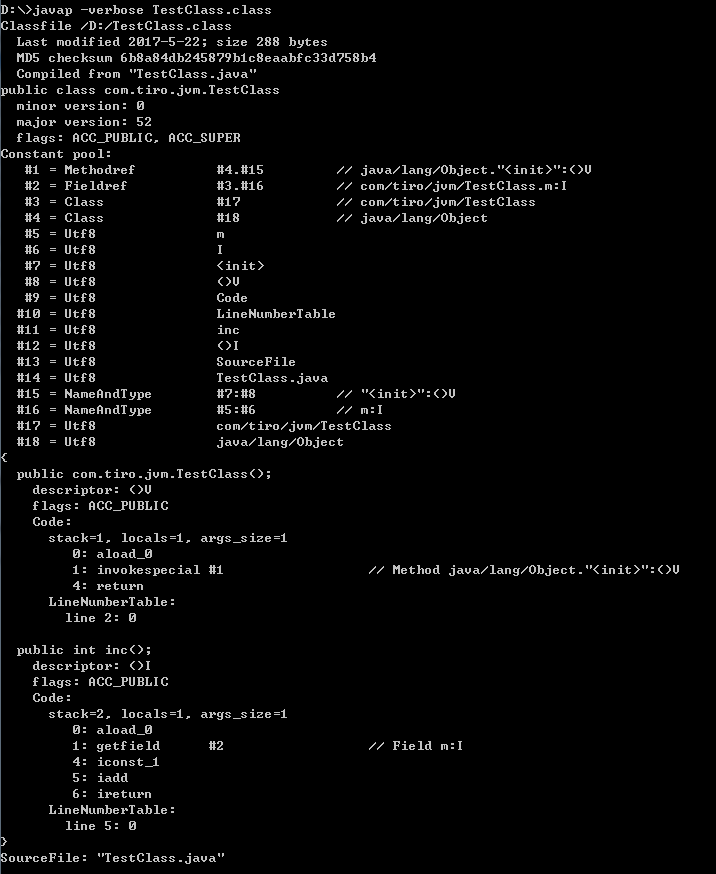 D:\>javap -verbose TestClass.class
Classfile /D:/TestClass.class
  Last modified 2017-5-22; size 288 bytes
  MD5 checksum 6b8a84db245879b1c8eaabfc33d758b4
  Compiled from "TestClass.java"
public class com.tiro.jvm.TestClass
  minor version: 0
  major version: 52
  flags: ACC_PUBLIC, ACC_SUPER
Constant pool:
   #1 = Methodref          #4.#15         // java/lang/Object."<init>":()V
   #2 = Fieldref           #3.#16         // com/tiro/jvm/TestClass.m:I
   #3 = Class              #17            // com/tiro/jvm/TestClass
   #4 = Class              #18            // java/lang/Object
   #5 = Utf8               m
   #6 = Utf8               I
   #7 = Utf8               <init>
   #8 = Utf8               ()V
   #9 = Utf8               Code
  #10 = Utf8               LineNumberTable
  #11 = Utf8               inc
  #12 = Utf8               ()I
  #13 = Utf8               SourceFile
  #14 = Utf8               TestClass.java
  #15 = NameAndType        #7:#8          // "<init>":()V
  #16 = NameAndType        #5:#6          // m:I
  #17 = Utf8               com/tiro/jvm/TestClass
  #18 = Utf8               java/lang/Object
{
  public com.tiro.jvm.TestClass();
    descriptor: ()V
    flags: ACC_PUBLIC
    Code:
      stack=1, locals=1, args_size=1
         0: aload_0
         1: invokespecial #1                  // Method java/lang/Object."<init>":()V
         4: return
      LineNumberTable:
        line 2: 0

  public int inc();
    descriptor: ()I
    flags: ACC_PUBLIC
    Code:
      stack=2, locals=1, args_size=1
         0: aload_0
         1: getfield      #2                  // Field m:I
         4: iconst_1
         5: iadd
         6: ireturn
      LineNumberTable:
        line 5: 0
}
SourceFile: "TestClass.java"